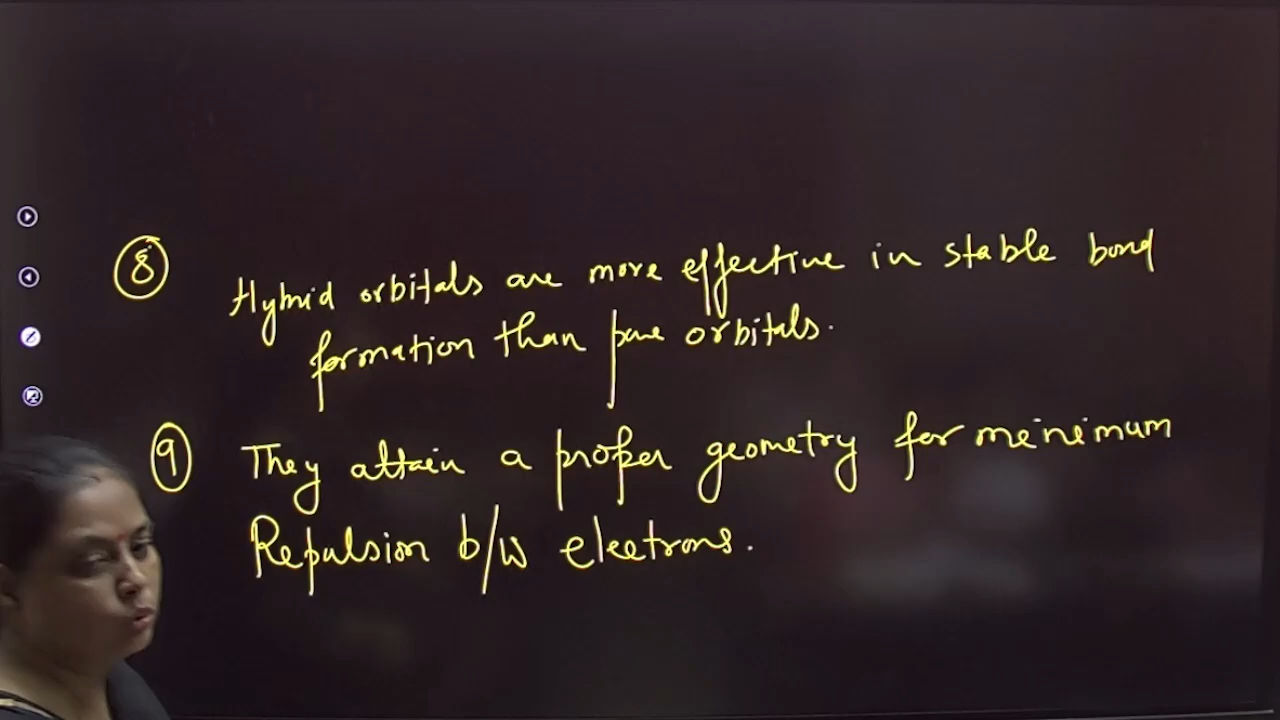 8
Hybrid orbitals are more effective in stable bond
formation than pure orbitals.
9 They attain a proper geometry for minimum
Repulsion b/w electrons.